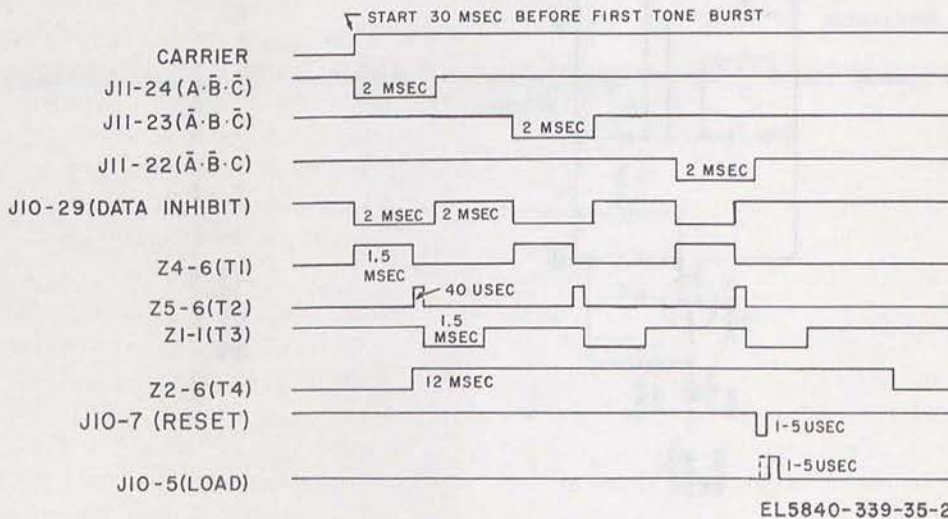 START 30 MSEC BEFORE FIRST TONE BURST
CARRIER
J11-24(A·B̄·C̄) 2 MSEC
J11-23(Ā·B·C̄) 2 MSEC
J11-22(Ā·B̄·C) 2 MSEC
J10-29(DATA INHIBIT) 2 MSEC 2 MSEC
Z4-6(T1) 1.5 MSEC
Z5-6(T2) 40 USEC
Z1-1(T3) 1.5 MSEC
Z2-6(T4) 12 MSEC
J10-7 (RESET) 1-5 USEC
J10-5(LOAD) 1-5USEC
EL5840-339-35-2